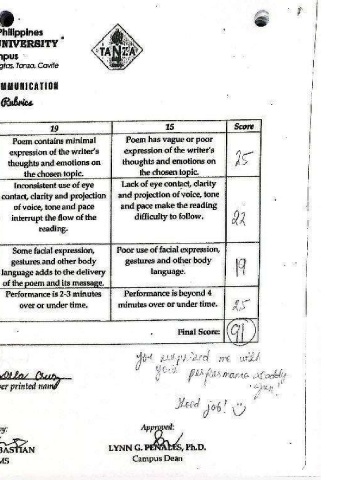 Philippines
UNIVERSITY
mpus
gtas, Tanza, Cavite
TANZA
MMUNICATION
Rubrics
19 15 Score
Poem contains minimal expression of the writer's thoughts and emotions on the chosen topic.
Poem has vague or poor expression of the writer's thoughts and emotions on the chosen topic.
25
Inconsistent use of eye contact, clarity and projection of voice, tone and pace interrupt the flow of the reading.
Lack of eye contact, clarity and projection of voice, tone and pace make the reading difficulty to follow.
22
Some facial expression, gestures and other body language adds to the delivery of the poem and its message.
Poor use of facial expression, gestures and other body language.
19
Performance is 2-3 minutes over or under time.
Performance is beyond 4 minutes over or under time.
25
Final Score: 91
you surprised me with
your performance
Good job!
Cruz
er printed name
by:
Approved:
BASTIAN
LYNN G. PENALES, Ph.D.
MS
Campus Dean